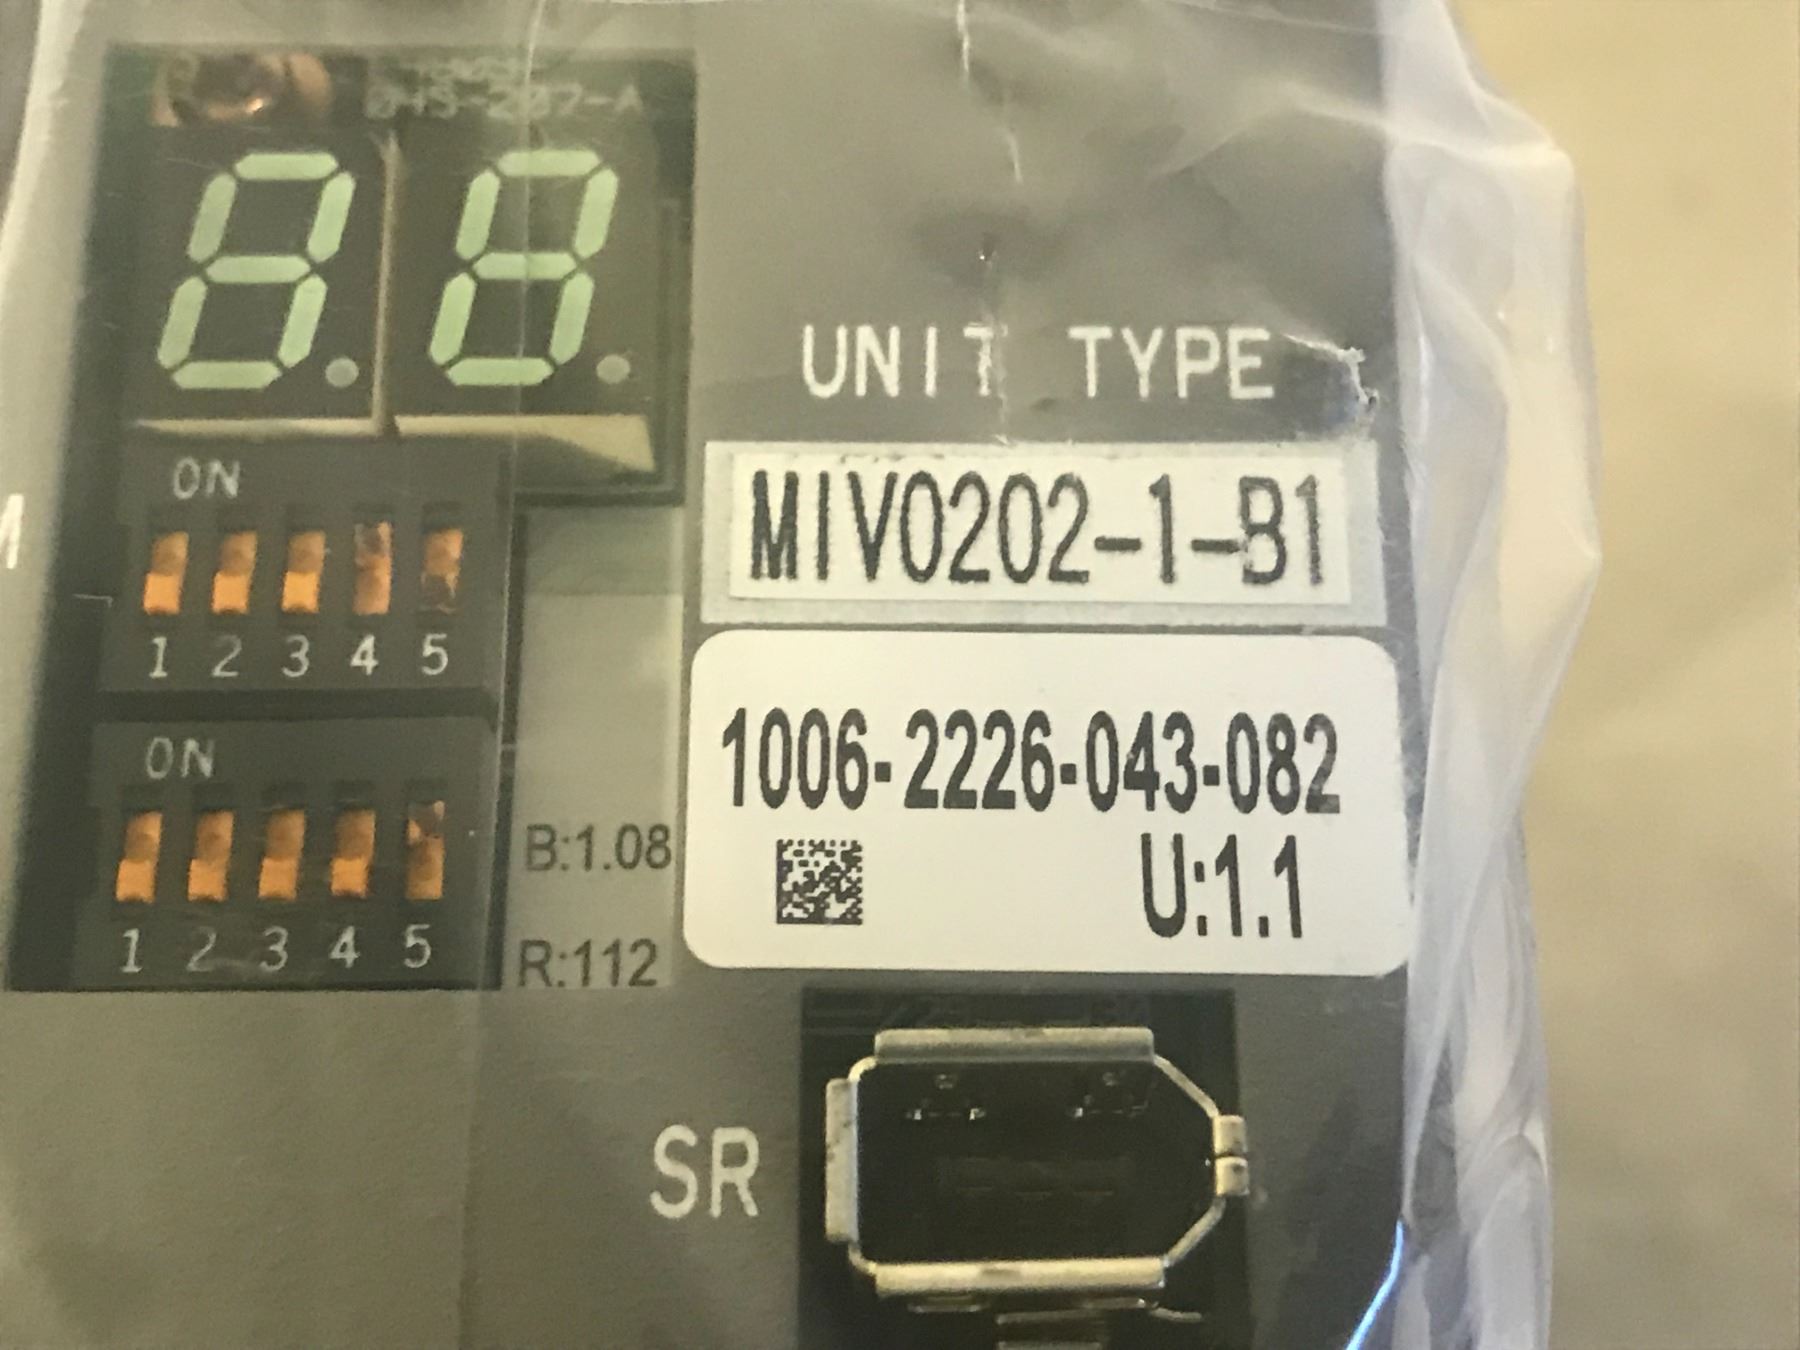 UNIT TYPE
MIV0202-1-B1
ON
1 2 3 4 5
1006-2226-043-082
U:1.1
ON
1 2 3 4 5
B:1.08
R:112
SR